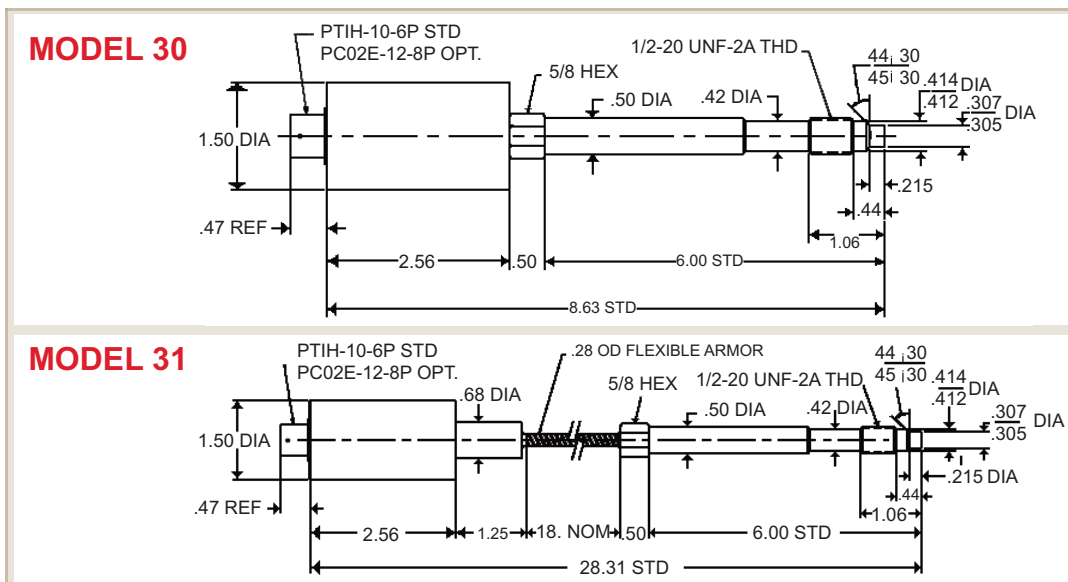 MODEL 30
PTIH-10-6P STD
PC02E-12-8P OPT.
5/8 HEX
1/2-20 UNF-2A THD
44¡ 30
45¡ 30
.414
.412
DIA
.307
.305
1.50 DIA
.50 DIA
.42 DIA
.215
.44
1.06
.47 REF
2.56
.50
6.00 STD
8.63 STD
MODEL 31
PTIH-10-6P STD
PC02E-12-8P OPT.
.28 OD FLEXIBLE ARMOR
5/8 HEX
1/2-20 UNF-2A THD
44 ¡30
45 ¡30
.414
.412
DIA
.307
.305
DIA
.68 DIA
.50 DIA
.42 DIA
1.50 DIA
.215 DIA
.44
1.06
.47 REF
2.56
1.25
18. NOM
.50
6.00 STD
28.31 STD